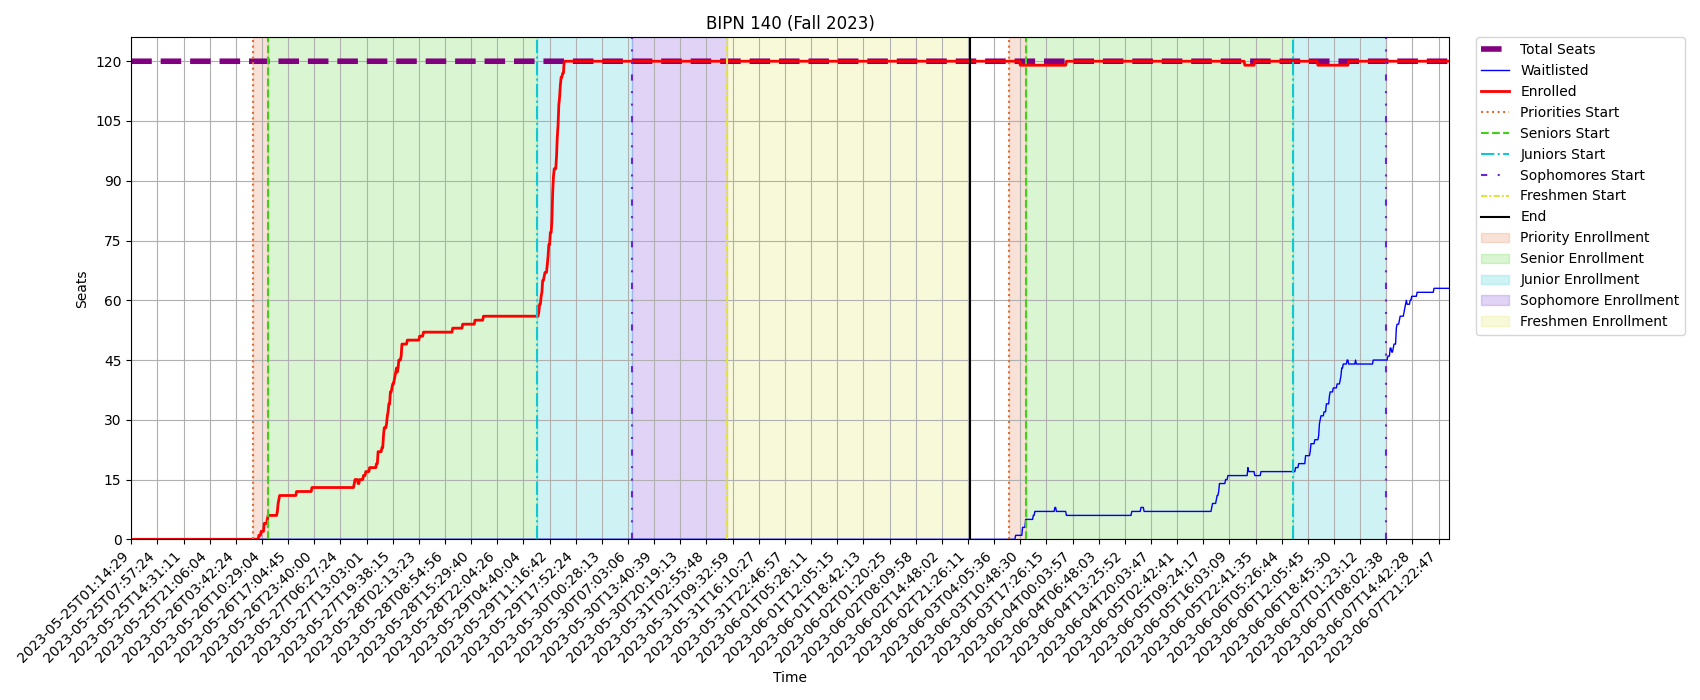 BIPN 140 (Fall 2023)
Seats
120
105
90
75
60
45
30
15
0
2023-05-25T01:14:29
2023-05-25T07:57:24
2023-05-25T14:31:11
2023-05-25T21:06:04
2023-05-26T03:42:24
2023-05-26T10:29:04
2023-05-26T17:04:45
2023-05-26T23:40:00
2023-05-27T06:27:24
2023-05-27T13:03:01
2023-05-27T19:38:15
2023-05-28T02:13:23
2023-05-28T08:54:56
2023-05-28T15:29:40
2023-05-28T22:04:26
2023-05-29T04:40:04
2023-05-29T11:16:42
2023-05-29T17:52:24
2023-05-30T00:28:13
2023-05-30T07:03:06
2023-05-30T13:40:39
2023-05-30T20:19:13
2023-05-31T02:55:48
2023-05-31T09:32:59
2023-05-31T16:10:27
2023-05-31T22:46:57
2023-06-01T05:28:11
2023-06-01T12:05:15
2023-06-01T18:42:13
2023-06-02T01:20:25
2023-06-02T08:09:58
2023-06-02T14:48:02
2023-06-02T21:26:11
2023-06-03T04:05:36
2023-06-03T10:48:30
2023-06-03T17:26:15
2023-06-04T00:03:57
2023-06-04T06:48:03
2023-06-04T13:25:52
2023-06-04T20:03:47
2023-06-05T02:42:41
2023-06-05T09:24:17
2023-06-05T16:03:09
2023-06-05T22:41:35
2023-06-06T05:26:44
2023-06-06T12:05:45
2023-06-06T18:45:30
2023-06-07T01:23:12
2023-06-07T08:02:38
2023-06-07T14:42:28
2023-06-07T21:22:47
Time
Total Seats
Waitlisted
Enrolled
Priorities Start
Seniors Start
Juniors Start
Sophomores Start
Freshmen Start
End
Priority Enrollment
Senior Enrollment
Junior Enrollment
Sophomore Enrollment
Freshmen Enrollment